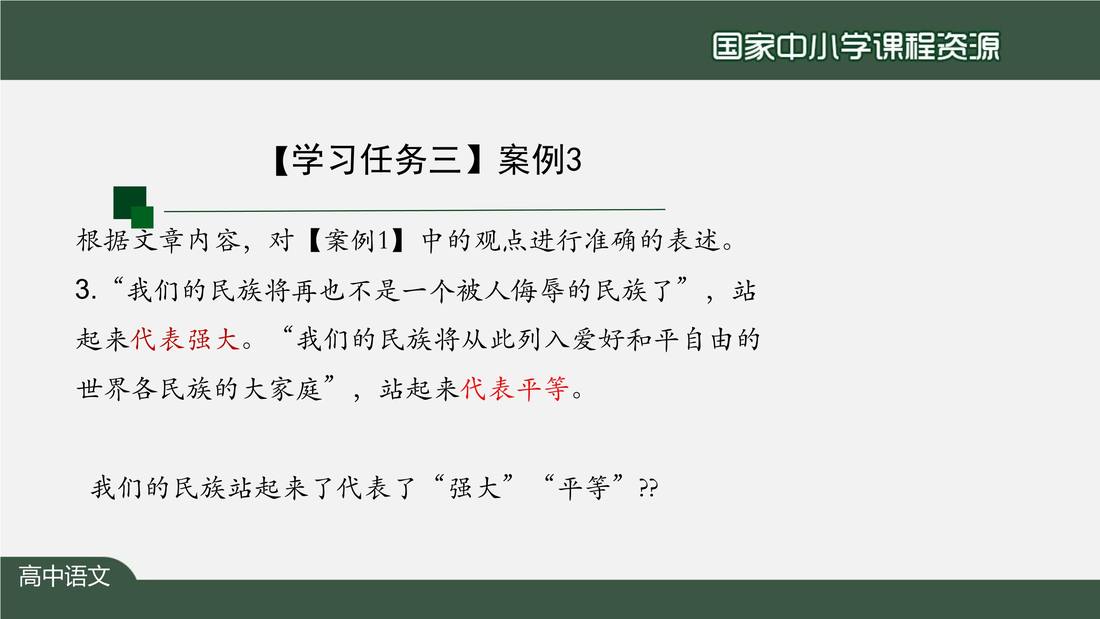 国家中小学课程资源
【学习任务三】案例3
根据文章内容，对【案例1】中的观点进行准确的表述。
3.“我们的民族将再也不是一个被人侮辱的民族了”，站
起来代表强大。“我们的民族将从此列入爱好和平自由的
世界各民族的大家庭”，站起来代表平等。
我们的民族站起来了代表了“强大”“平等”??
高中语文